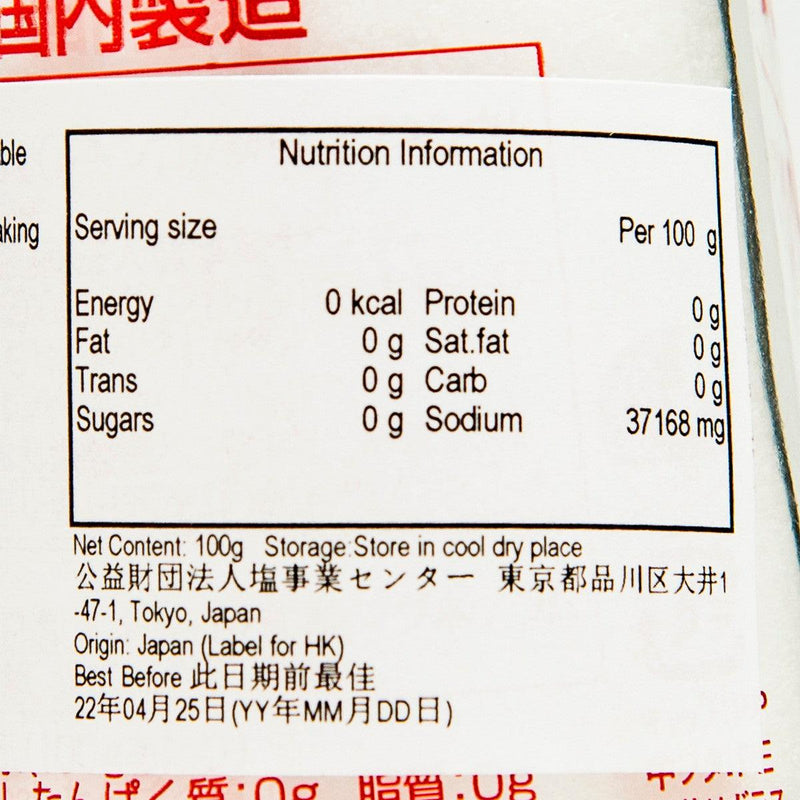 国内製造
ble
aking
Nutrition Information
Serving size Per 100 g
Energy 0 kcal Protein 0 g
Fat 0 g Sat.fat 0 g
Trans 0 g Carb 0 g
Sugars 0 g Sodium 37168 mg
Net Content: 100g Storage:Store in cool dry place
公益財団法人塩事業センター 東京都品川区大井1
-47-1, Tokyo, Japan
Origin: Japan (Label for HK)
Best Before 此日期前最佳
22年04月25日(YY年MM月DD日)
たんぱく質:0g 脂質:0g